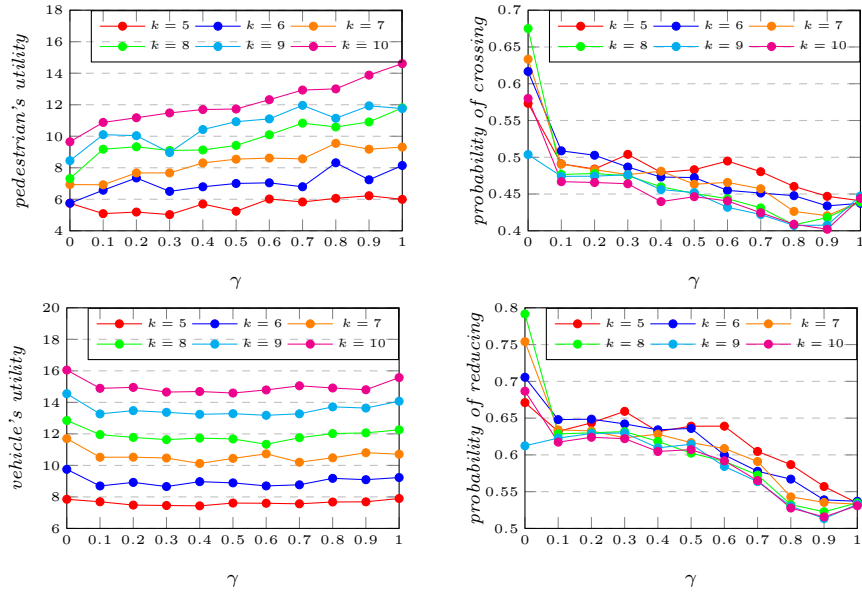 18
16
14
12
10
8
6
4
0 0.1 0.2 0.3 0.4 0.5 0.6 0.7 0.8 0.9 1
γ
pedestrian's utility
k = 5 k = 6 k = 7
k = 8 k = 9 k = 10
0.7
0.65
0.6
0.55
0.5
0.45
0.4
0 0.1 0.2 0.3 0.4 0.5 0.6 0.7 0.8 0.9 1
γ
probability of crossing
k = 5 k = 6 k = 7
k = 8 k = 9 k = 10
20
18
16
14
12
10
8
6
0 0.1 0.2 0.3 0.4 0.5 0.6 0.7 0.8 0.9 1
γ
vehicle's utility
k = 5 k = 6 k = 7
k = 8 k = 9 k = 10
0.8
0.75
0.7
0.65
0.6
0.55
0.5
0 0.1 0.2 0.3 0.4 0.5 0.6 0.7 0.8 0.9 1
γ
probability of reducing
k = 5 k = 6 k = 7
k = 8 k = 9 k = 10